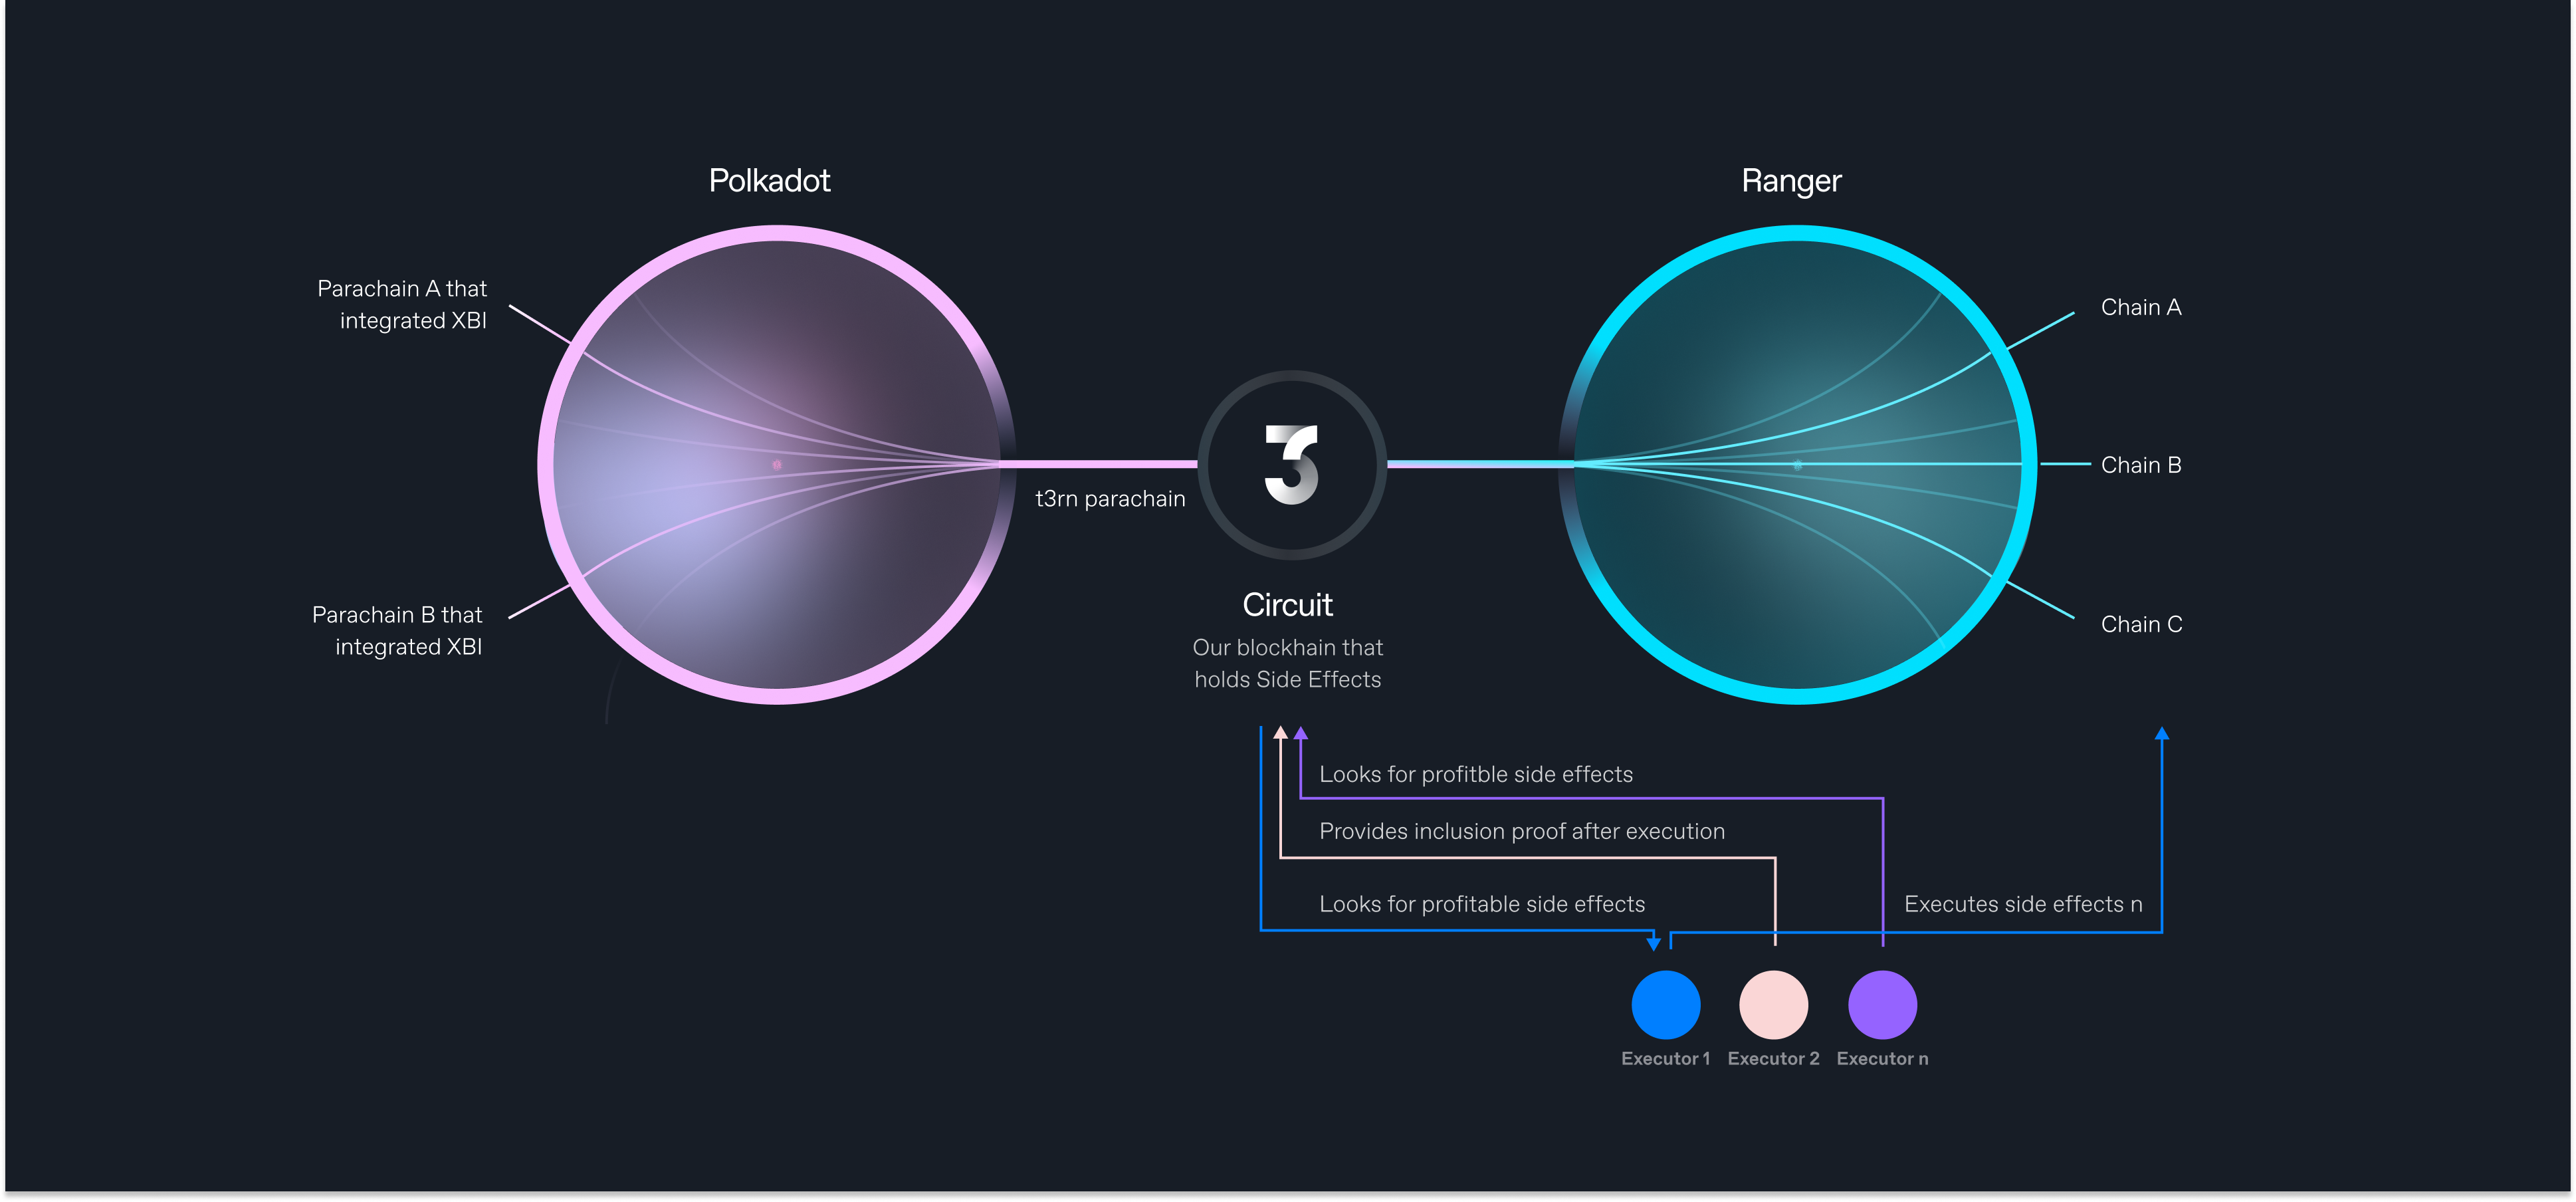 Polkadot
Ranger
Parachain A that
integrated XBI
Chain A
Chain B
t3rn parachain
Circuit
Our blockhain that
holds Side Effects
Parachain B that
integrated XBI
Chain C
Looks for profitble side effects
Provides inclusion proof after execution
Looks for profitable side effects
Executes side effects n
Executor 1
Executor 2
Executor n